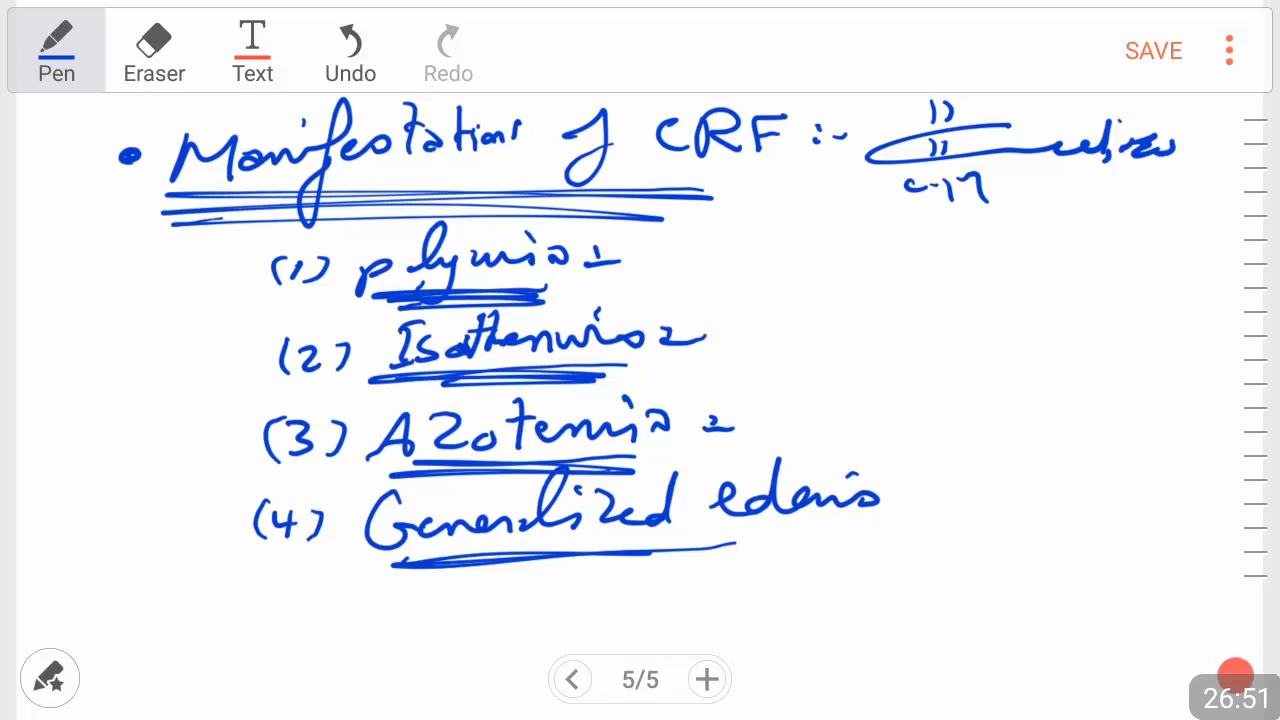 Pen Eraser Text Undo Redo SAVE
• Manifestations of CRF :-
(1) polyuria
(2) Isosthenuria
(3) Azotemia
(4) Generalized edema
5/5
26:51